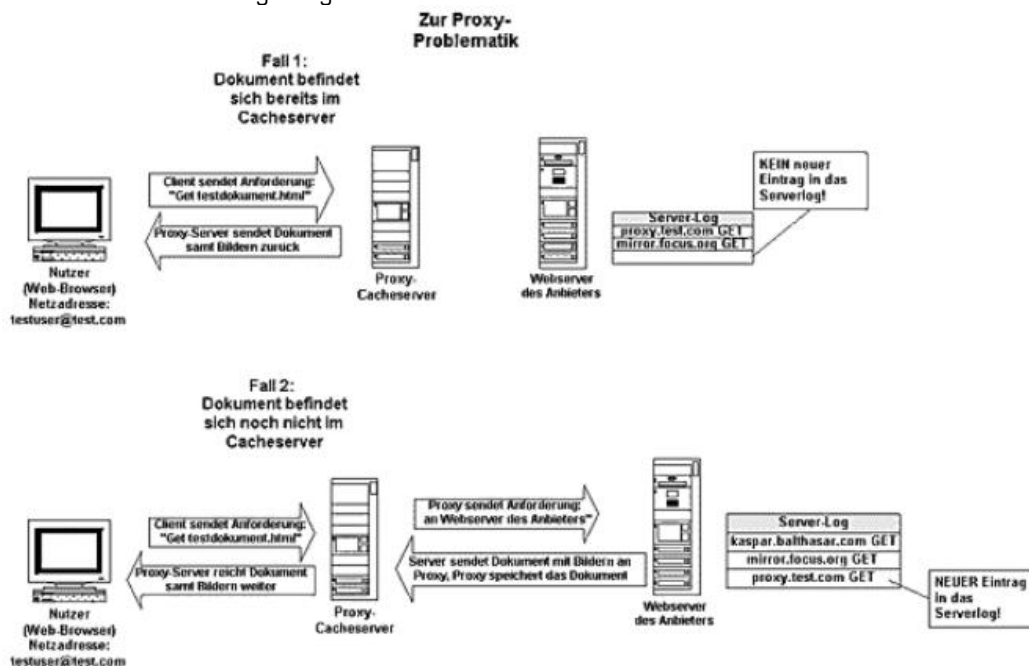 Zur Proxy-
Problematik
Fall 1:
Dokument befindet
sich bereits im
Cacheserver
Client sendet Anforderung:
"Get testdokument.html"
Proxy-Server sendet Dokument
samt Bildern zurück
Nutzer
(Web-Browser)
Netzadresse:
testuser@test.com
Proxy-
Cacheserver
Webserver
des Anbieters
Server-Log
proxy.test.com GET
mirror.focus.org GET
KEIN neuer
Eintrag in das
Serverlog!
Fall 2:
Dokument befindet
sich noch nicht im
Cacheserver
Client sendet Anforderung:
"Get testdokument.html"
Proxy-Server reicht Dokument
samt Bildern weiter
Nutzer
(Web-Browser)
Netzadresse:
testuser@test.com
Proxy-
Cacheserver
Proxy sendet Anforderung:
an Webserver des Anbieters"
Server sendet Dokument mit Bildern an
Proxy, Proxy speichert das Dokument
Webserver
des Anbieters
Server-Log
kaspar.balthasar.com GET
mirror.focus.org GET
proxy.test.com GET
NEUER Eintrag
in das
Serverlog!